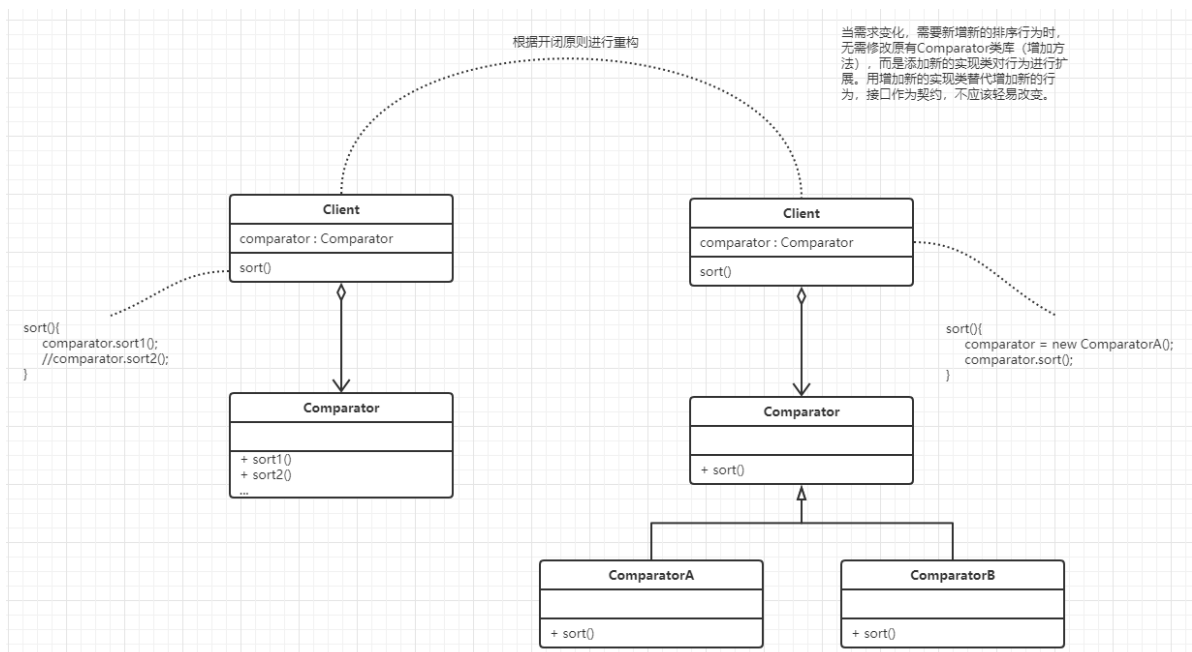 根据开闭原则进行重构
当需求变化，需要新增新的排序行为时，
无需修改原有Comparator类库（增加方
法），而是添加新的实现类对行为进行扩
展。用增加新的实现类替代增加新的行
为，接口作为契约，不应该轻易改变。
Client
comparator : Comparator
sort()
sort(){
comparator.sort1();
//comparator.sort2();
}
Comparator
+ sort1()
+ sort2()
...
Client
comparator : Comparator
sort()
sort(){
comparator = new ComparatorA();
comparator.sort();
}
Comparator
+ sort()
ComparatorA
+ sort()
ComparatorB
+ sort()